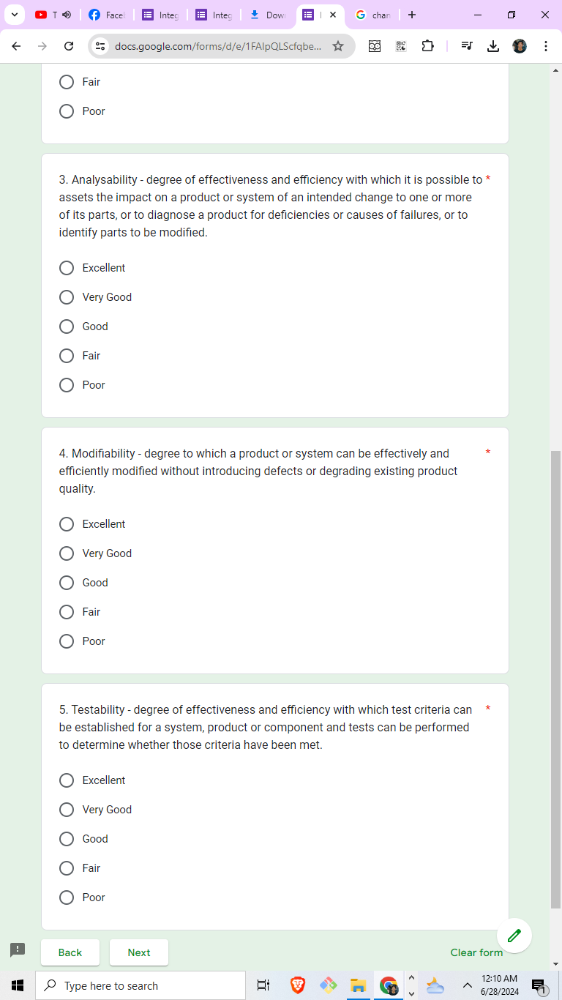 T
Face
Integ
Integ
Dow
chan
docs.google.com/forms/d/e/1FAIpQLScfqbe...
Fair
Poor
3. Analysability - degree of effectiveness and efficiency with which it is possible to *
assets the impact on a product or system of an intended change to one or more
of its parts, or to diagnose a product for deficiencies or causes of failures, or to
identify parts to be modified.
Excellent
Very Good
Good
Fair
Poor
4. Modifiability - degree to which a product or system can be effectively and *
efficiently modified without introducing defects or degrading existing product
quality.
Excellent
Very Good
Good
Fair
Poor
5. Testability - degree of effectiveness and efficiency with which test criteria can *
be established for a system, product or component and tests can be performed
to determine whether those criteria have been met.
Excellent
Very Good
Good
Fair
Poor
Back
Next
Clear form
Type here to search
12:10 AM
6/28/2024
1